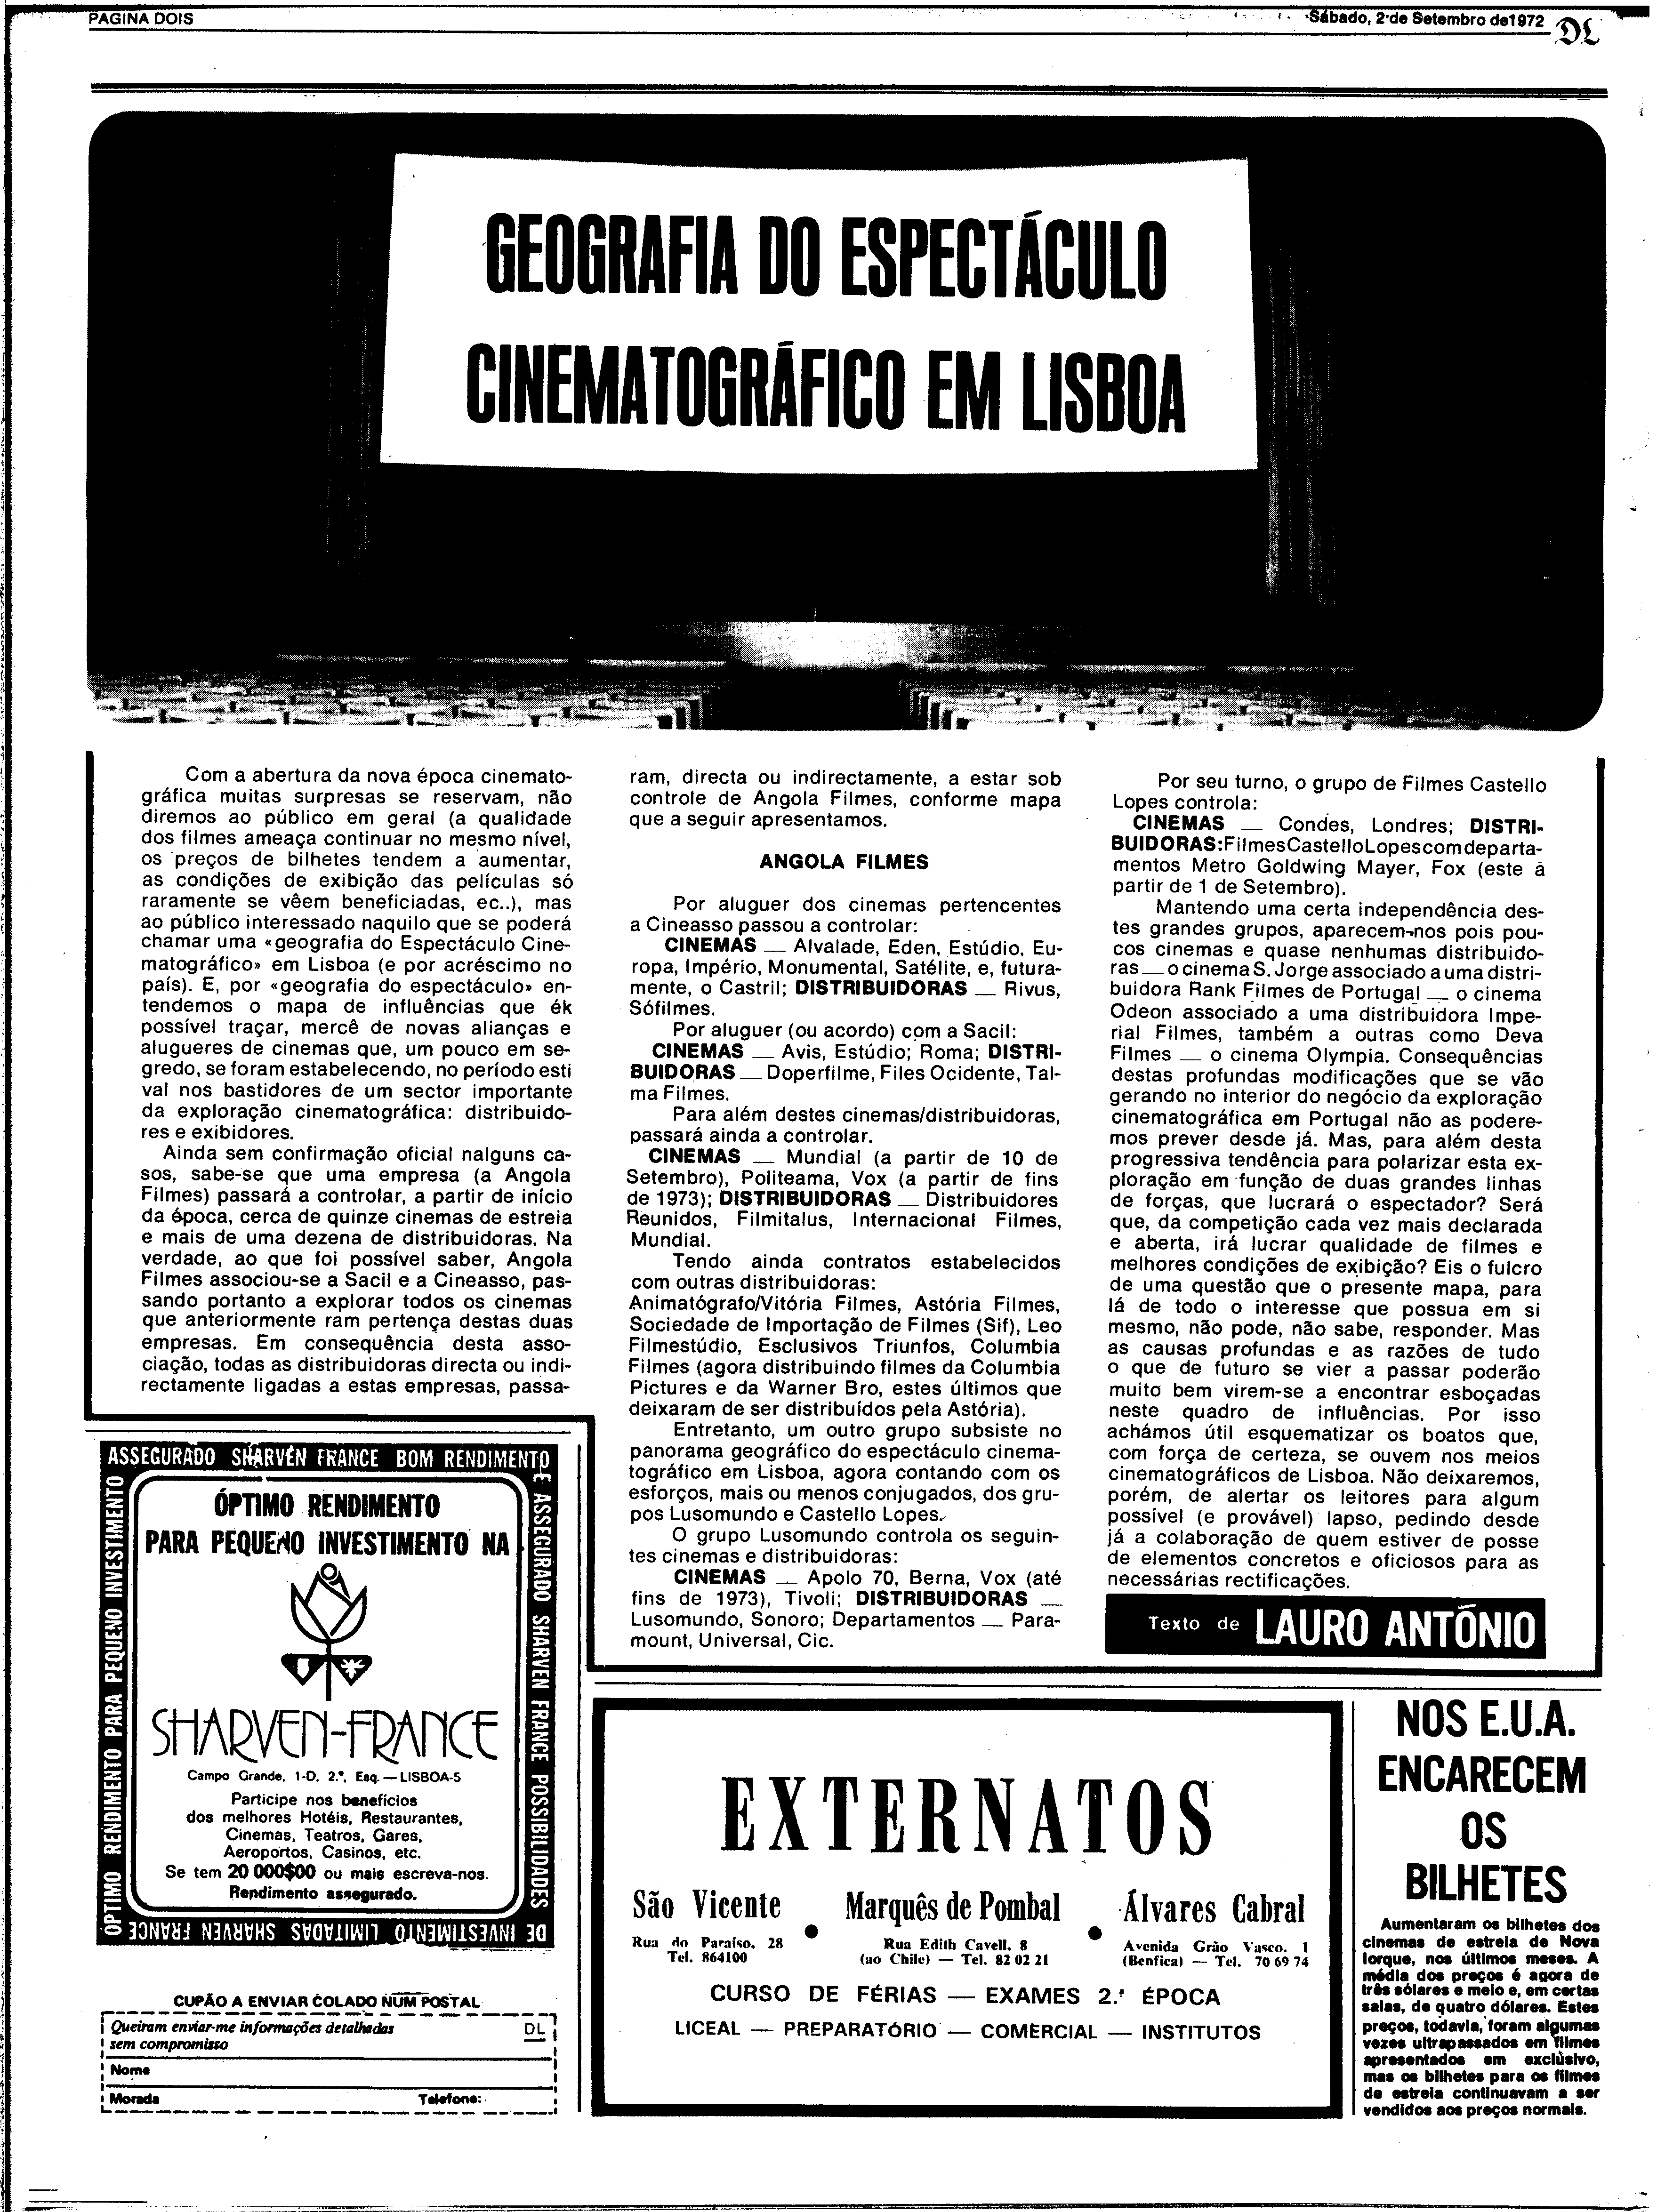 PAGINA DOIS
Sábado, 2 de Setembro de 1972 DL
GEOGRAFIA DO ESPECTÁCULO
CINEMATOGRÁFICO EM LISBOA
Com a abertura da nova época cinemato-
gráfica muitas surpresas se reservam, não
diremos ao público em geral (a qualidade
dos filmes ameaça continuar no mesmo nível,
os preços de bilhetes tendem a aumentar,
as condições de exibição das películas só
raramente se vêem beneficiadas, ec..), mas
ao público interessado naquilo que se poderá
chamar uma «geografia do Espectáculo Cine-
matográfico» em Lisboa (e por acréscimo no
país). E, por «geografia do espectáculo» en-
tendemos o mapa de influências que ék
possível traçar, mercê de novas alianças e
alugueres de cinemas que, um pouco em se-
gredo, se foram estabelecendo, no período esti
val nos bastidores de um sector importante
da exploração cinematográfica: distribuido-
res e exibidores.
Ainda sem confirmação oficial nalguns ca-
sos, sabe-se que uma empresa (a Angola
Filmes) passará a controlar, a partir de início
da época, cerca de quinze cinemas de estreia
e mais de uma dezena de distribuidoras. Na
verdade, ao que foi possível saber, Angola
Filmes associou-se a Sacil e a Cineasso, pas-
sando portanto a explorar todos os cinemas
que anteriormente ram pertença destas duas
empresas. Em consequência desta asso-
ciação, todas as distribuidoras directa ou indi-
rectamente ligadas a estas empresas, passa-
ram, directa ou indirectamente, a estar sob
controle de Angola Filmes, conforme mapa
que a seguir apresentamos.
ANGOLA FILMES
Por aluguer dos cinemas pertencentes
a Cineasso passou a controlar:
CINEMAS — Alvalade, Eden, Estúdio, Eu-
ropa, Império, Monumental, Satélite, e, futura-
mente, o Castril; DISTRIBUIDORAS — Rivus,
Sófilmes.
Por aluguer (ou acordo) com a Sacil:
CINEMAS — Avis, Estúdio; Roma; DISTRI-
BUIDORAS — Doperfilme, Files Ocidente, Tal-
ma Filmes.
Para além destes cinemas/distribuidoras,
passará ainda a controlar.
CINEMAS — Mundial (a partir de 10 de
Setembro), Politeama, Vox (a partir de fins
de 1973); DISTRIBUIDORAS — Distribuidores
Reunidos, Filmitalus, Internacional Filmes,
Mundial.
Tendo ainda contratos estabelecidos
com outras distribuidoras:
Animatógrafo/Vitória Filmes, Astória Filmes,
Sociedade de Importação de Filmes (Sif), Leo
Filmestúdio, Esclusivos Triunfos, Columbia
Filmes (agora distribuindo filmes da Columbia
Pictures e da Warner Bro, estes últimos que
deixaram de ser distribuídos pela Astória).
Entretanto, um outro grupo subsiste no
panorama geográfico do espectáculo cinema-
tográfico em Lisboa, agora contando com os
esforços, mais ou menos conjugados, dos gru-
pos Lusomundo e Castello Lopes.
O grupo Lusomundo controla os seguin-
tes cinemas e distribuidoras:
CINEMAS — Apolo 70, Berna, Vox (até
fins de 1973), Tivoli; DISTRIBUIDORAS —
Lusomundo, Sonoro; Departamentos — Para-
mount, Universal, Cic.
Por seu turno, o grupo de Filmes Castello
Lopes controla:
CINEMAS — Condes, Londres; DISTRI-
BUIDORAS: Filmes Castello Lopes com departa-
mentos Metro Goldwing Mayer, Fox (este à
partir de 1 de Setembro).
Mantendo uma certa independência des-
tes grandes grupos, aparecem-nos pois pou-
cos cinemas e quase nenhumas distribuido-
ras — o cinema S. Jorge associado a uma distri-
buidora Rank Filmes de Portugal — o cinema
Odeon associado a uma distribuidora Impe-
rial Filmes, também a outras como Deva
Filmes — o cinema Olympia. Consequências
destas profundas modificações que se vão
gerando no interior do negócio da exploração
cinematográfica em Portugal não as podere-
mos prever desde já. Mas, para além desta
progressiva tendência para polarizar esta ex-
ploração em função de duas grandes linhas
de forças, que lucrará o espectador? Será
que, da competição cada vez mais declarada
e aberta, irá lucrar qualidade de filmes e
melhores condições de exibição? Eis o fulcro
de uma questão que o presente mapa, para
lá de todo o interesse que possua em si
mesmo, não pode, não sabe, responder. Mas
as causas profundas e as razões de tudo
o que de futuro se vier a passar poderão
muito bem virem-se a encontrar esboçadas
neste quadro de influências. Por isso
achámos útil esquematizar os boatos que,
com força de certeza, se ouvem nos meios
cinematográficos de Lisboa. Não deixaremos,
porém, de alertar os leitores para algum
possível (e provável) lapso, pedindo desde
já a colaboração de quem estiver de posse
de elementos concretos e oficiosos para as
necessárias rectificações.
Texto de LAURO ANTÓNIO
ASSEGURADO SHARVEN FRANCE BOM RENDIMENTO
E ASSEGURADO SHARVEN FRANCE POSSIBILIDADES
DE INVESTIMENTO LIMITADAS SHARVEN FRANCE
OPTIMO RENDIMENTO PARA PEQUENO INVESTIMENTO
ÓPTIMO RENDIMENTO
PARA PEQUENO INVESTIMENTO NA
SHARVEN-FRANCE
Campo Grande, 1-D, 2.º, Esq. — LISBOA-5
Participe nos benefícios
dos melhores Hotéis, Restaurantes,
Cinemas, Teatros, Gares,
Aeroportos, Casinos, etc.
Se tem 20 000$00 ou mais escreva-nos.
Rendimento assegurado.
CUPÃO A ENVIAR COLADO NUM POSTAL
Queiram enviar-me informações detalhadas DL
sem compromisso
Nome
Morada Telefone:
EXTERNATOS
São Vicente • Marquês de Pombal • Álvares Cabral
Rua do Paraíso, 28 Rua Edith Cavell, 8 Avenida Grão Vasco, 1
Tel. 864100 (ao Chile) — Tel. 82 02 21 (Benfica) — Tel. 70 69 74
CURSO DE FÉRIAS — EXAMES 2.ª ÉPOCA
LICEAL — PREPARATÓRIO — COMERCIAL — INSTITUTOS
NOS E.U.A.
ENCARECEM
OS
BILHETES
Aumentaram os bilhetes dos
cinemas de estreia de Nova
Iorque, nos últimos meses. A
média dos preços é agora de
três sólares e meio e, em certas
salas, de quatro dólares. Estes
preços, todavia, foram algumas
vezes ultrapassados em filmes
apresentados em exclusivo,
mas os bilhetes para os filmes
de estreia continuavam a ser
vendidos aos preços normais.